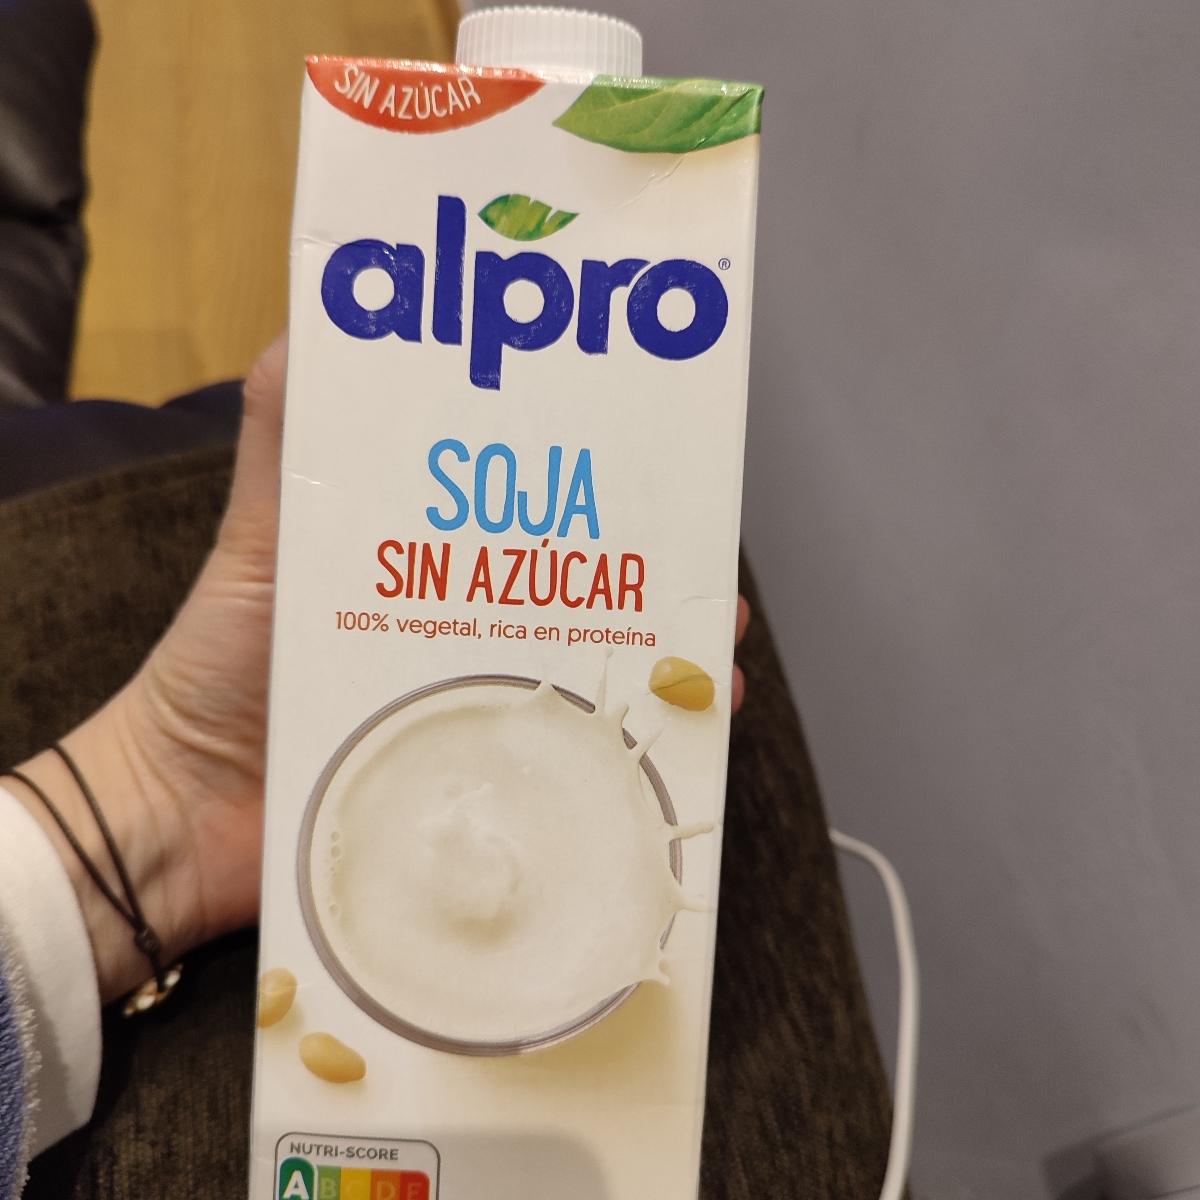 SIN AZÚCAR
alpro®
SOJA
SIN AZÚCAR
100% vegetal, rica en proteína
NUTRI-SCORE
A B C D E